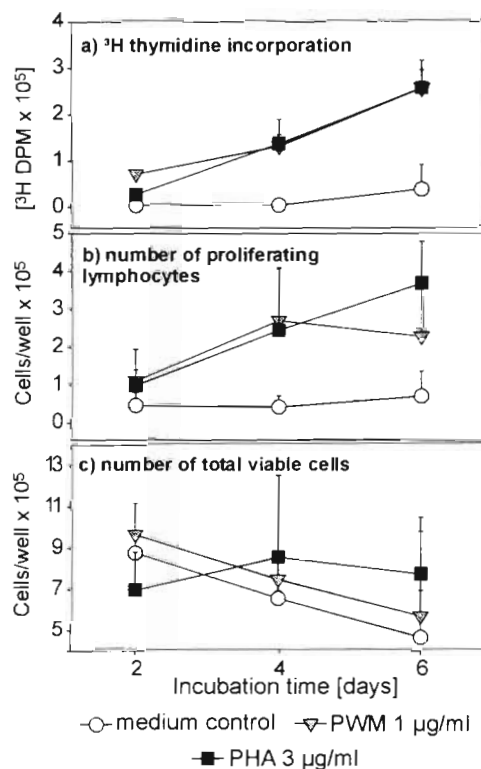 4
a) ³H thymidine incorporation
3
2
1
0
[³H DPM x 10⁵]
5
b) number of proliferating
lymphocytes
4
3
2
1
0
Cells/well x 10⁵
13
c) number of total viable cells
11
9
7
5
Cells/well x 10⁵
2 4 6
Incubation time [days]
medium control PWM 1 µg/ml
PHA 3 µg/ml